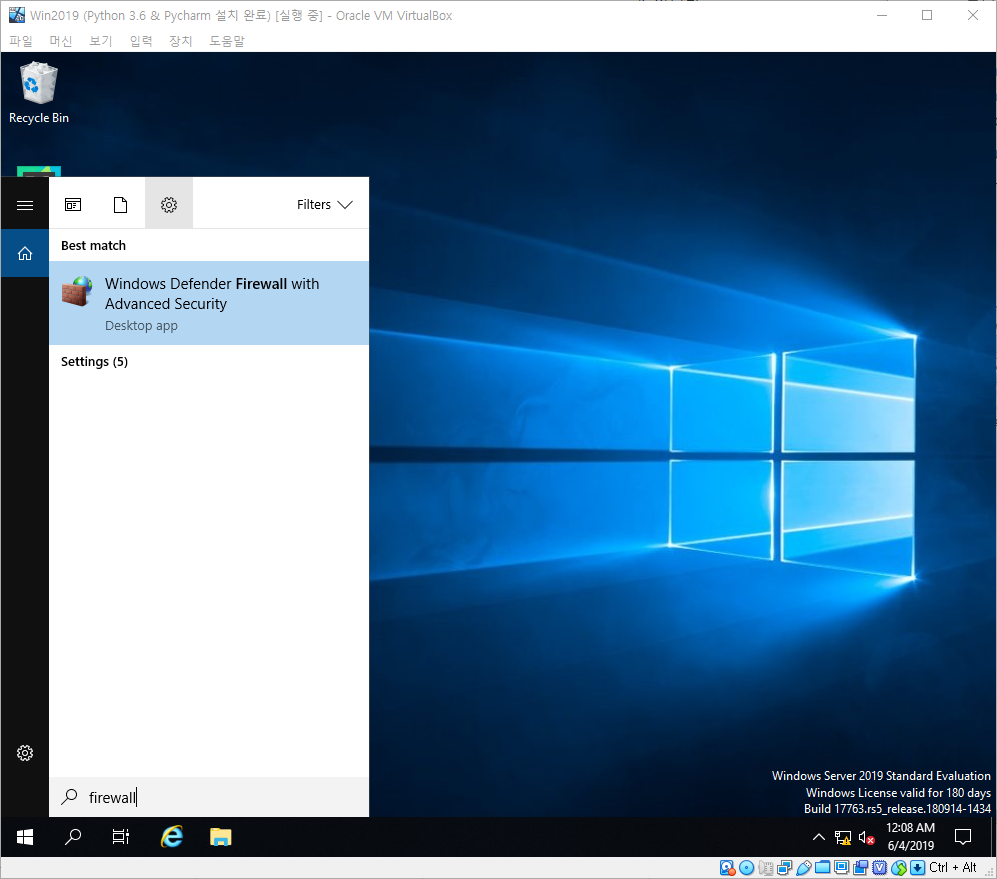 Win2019 (Python 3.6 & Pycharm 설치 완료) [실행 중] - Oracle VM VirtualBox
파일 머신 보기 입력 장치 도움말
Recycle Bin
Filters
Best match
Windows Defender Firewall with
Advanced Security
Desktop app
Settings (5)
firewall
Windows Server 2019 Standard Evaluation
Windows License valid for 180 days
Build 17763.rs5_release.180914-1434
12:08 AM
6/4/2019
Ctrl + Alt